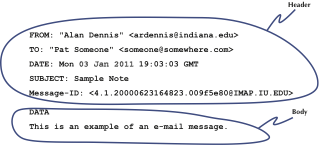 Header
FROM: "Alan Dennis" <ardennis@indiana.edu>
TO: "Pat Someone" <someone@somewhere.com>
DATE: Mon 03 Jan 2011 19:03:03 GMT
SUBJECT: Sample Note
Message-ID: <4.1.20000623164823.009f5e80@IMAP.IU.EDU>
DATA
Body
This is an example of an e-mail message.